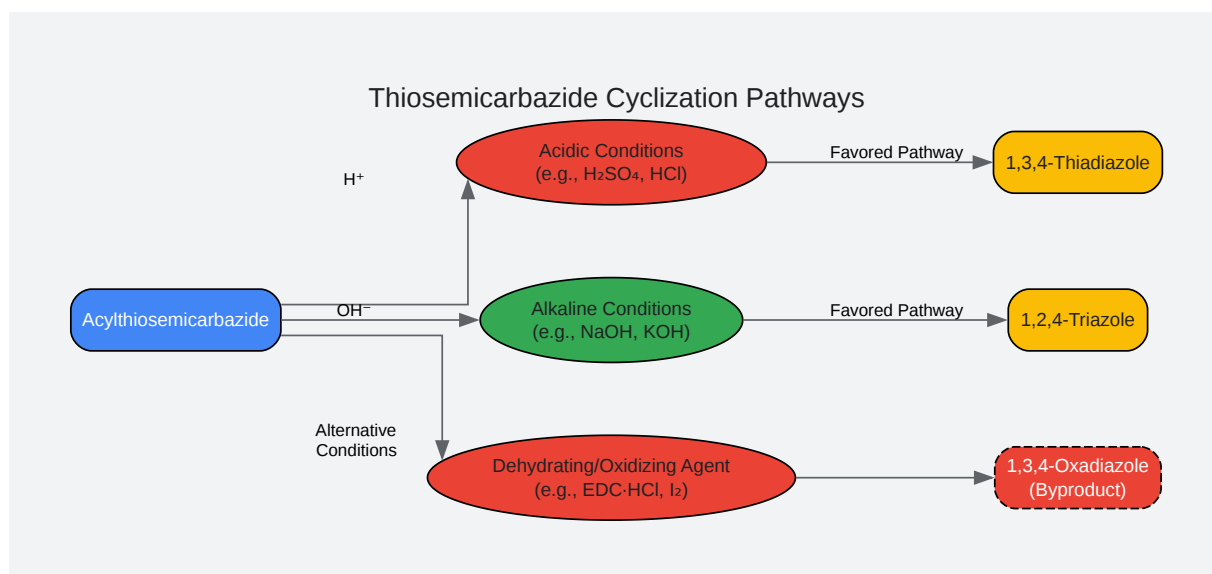 Thiosemicarbazide Cyclization Pathways
H⁺
Acidic Conditions
(e.g., H₂SO₄, HCl)
Favored Pathway
1,3,4-Thiadiazole
Acylthiosemicarbazide
OH⁻
Alkaline Conditions
(e.g., NaOH, KOH)
Favored Pathway
1,2,4-Triazole
Alternative
Conditions
Dehydrating/Oxidizing Agent
(e.g., EDC·HCl, I₂)
1,3,4-Oxadiazole
(Byproduct)